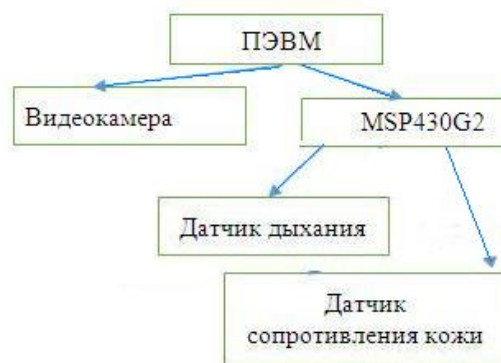 ПЭВМ
Видеокамера
MSP430G2
Датчик дыхания
Датчик
сопротивления кожи